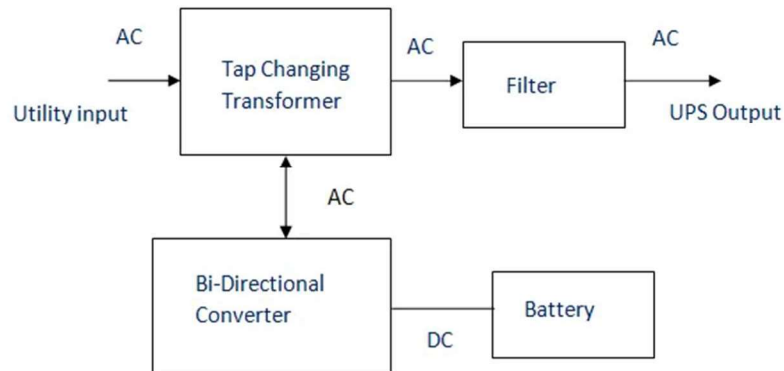 AC
Utility input
Tap Changing
Transformer
AC
Filter
AC
UPS Output
AC
Bi-Directional
Converter
DC
Battery